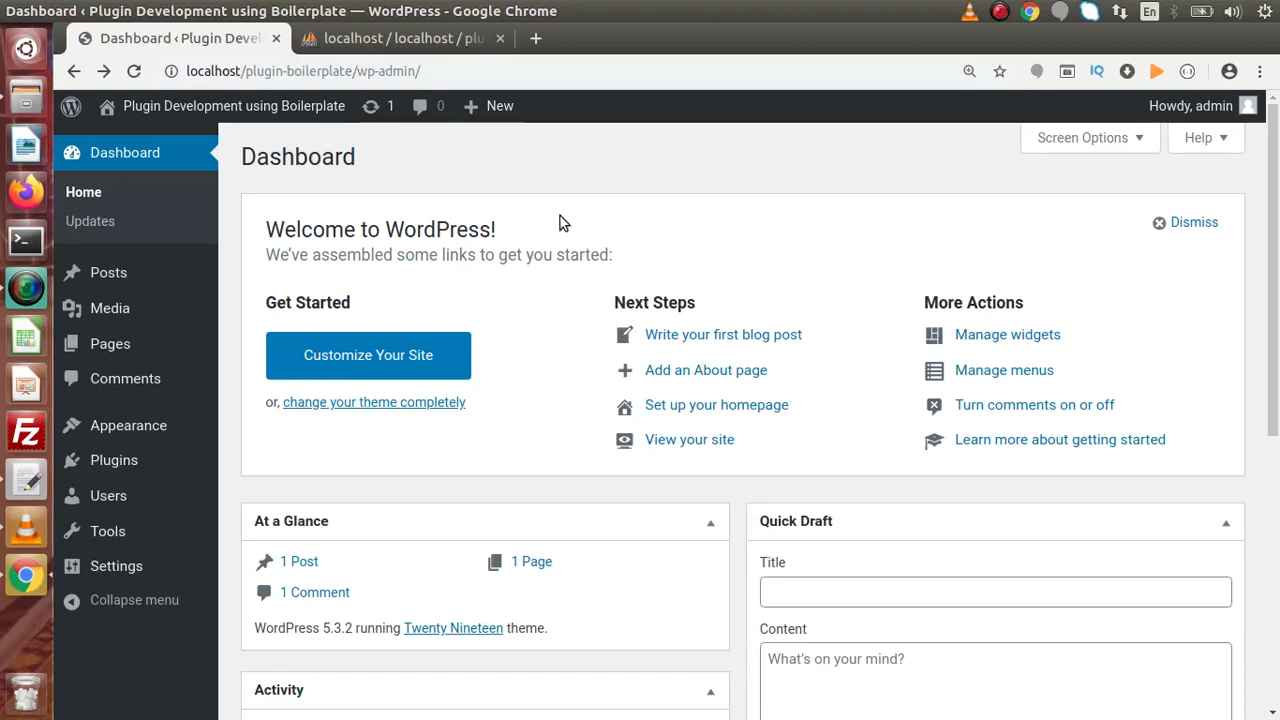 Dashboard ‹ Plugin Development using Boilerplate — WordPress - Google Chrome
En
Dashboard ‹ Plugin Devel
localhost / localhost / plu
localhost/plugin-boilerplate/wp-admin/
IQ
Plugin Development using Boilerplate
1
0
New
Howdy, admin
Dashboard
Home
Updates
Posts
Media
Pages
Comments
Appearance
Plugins
Users
Tools
Settings
Collapse menu
Screen Options
Help
Dashboard
Welcome to WordPress!
We’ve assembled some links to get you started:
Dismiss
Get Started
Customize Your Site
or, change your theme completely
Next Steps
Write your first blog post
Add an About page
Set up your homepage
View your site
More Actions
Manage widgets
Manage menus
Turn comments on or off
Learn more about getting started
At a Glance
1 Post
1 Page
1 Comment
WordPress 5.3.2 running Twenty Nineteen theme.
Activity
Quick Draft
Title
Content
What’s on your mind?